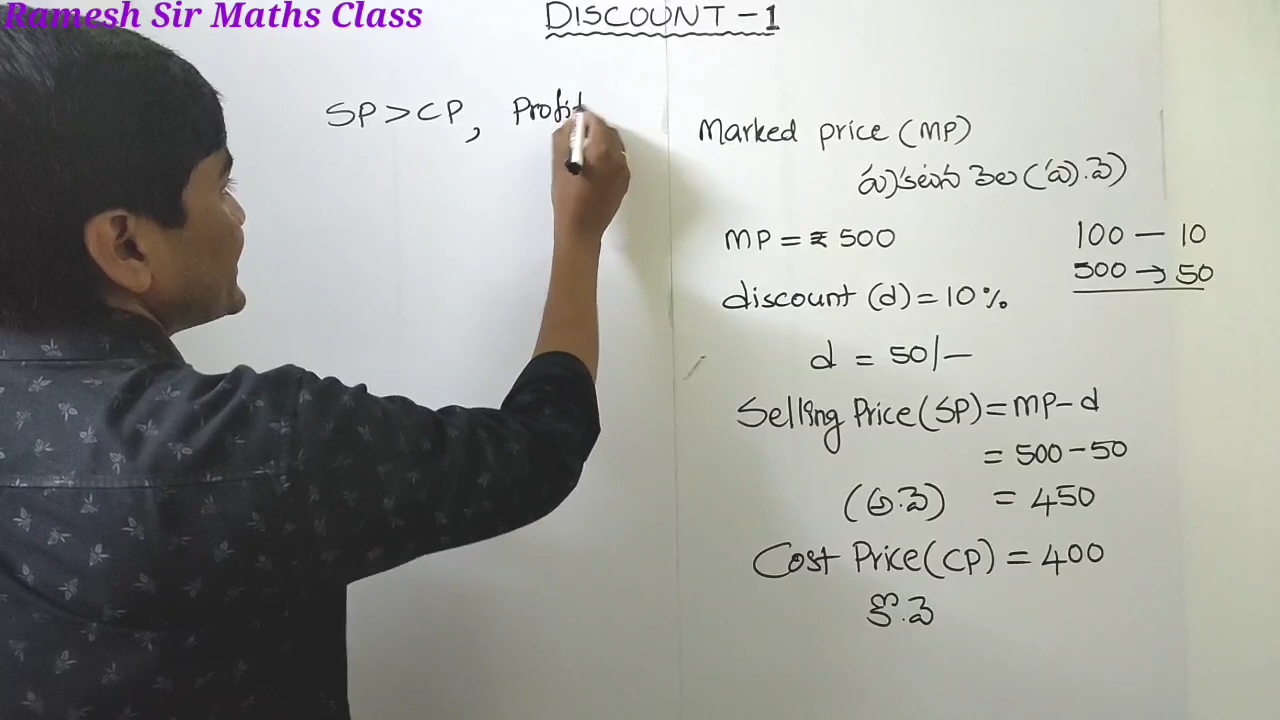 Ramesh Sir Maths Class
DISCOUNT - 1
SP > CP, Profit
Marked price (MP)
ప్రకటన వెల (ప్ర.వె)
MP = ₹ 500
100 — 10
500 → 50
discount (d) = 10 %
d = 50/—
Selling Price (SP) = MP - d
= 500 - 50
(అ.వె) = 450
Cost Price (CP) = 400
కొ.వె